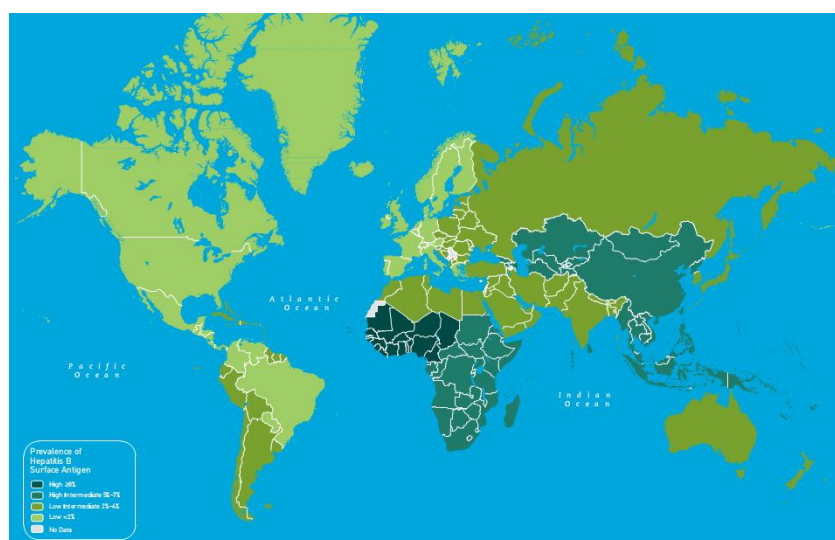 Atlantic
Ocean
Pacific
Ocean
Indian
Ocean
Prevalence of
Hepatitis B
Surface Antigen
High ≥8%
High Intermediate 5%-7%
Low Intermediate 2%-4%
Low <2%
No Data